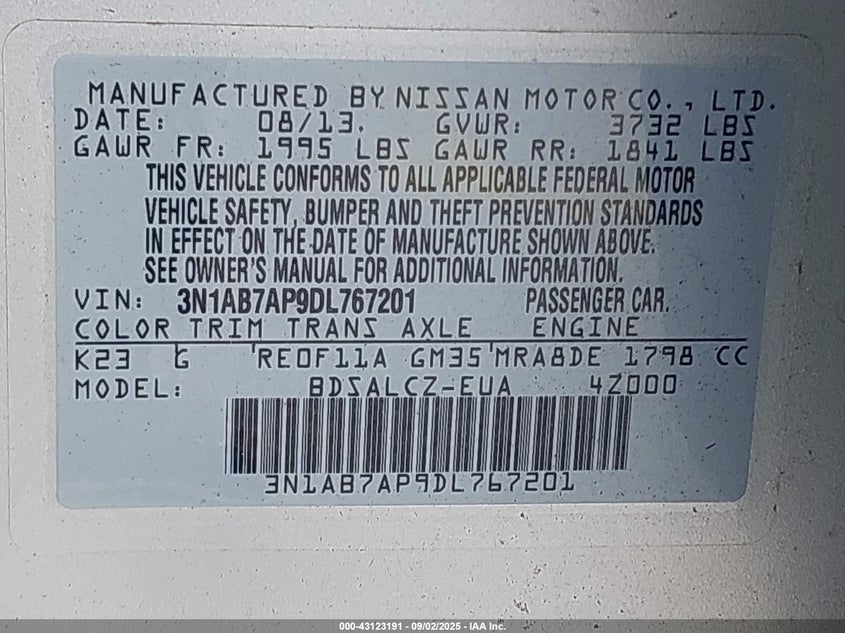 MANUFACTURED BY NISSAN MOTOR CO., LTD.
DATE: 08/13. GVWR: 3732 LBS
GAWR FR: 1995 LBS GAWR RR: 1841 LBS
THIS VEHICLE CONFORMS TO ALL APPLICABLE FEDERAL MOTOR
VEHICLE SAFETY, BUMPER AND THEFT PREVENTION STANDARDS
IN EFFECT ON THE DATE OF MANUFACTURE SHOWN ABOVE.
SEE OWNER'S MANUAL FOR ADDITIONAL INFORMATION.
VIN: 3N1AB7AP9DL767201 PASSENGER CAR.
COLOR TRIM TRANS AXLE ENGINE
K23 G RE0F11A GM35 MRA8DE 1798 CC
MODEL: BDSALCZ-EUA 4Z000
3N1AB7AP9DL767201
000-43123191 - 09/02/2025 - IAA Inc.